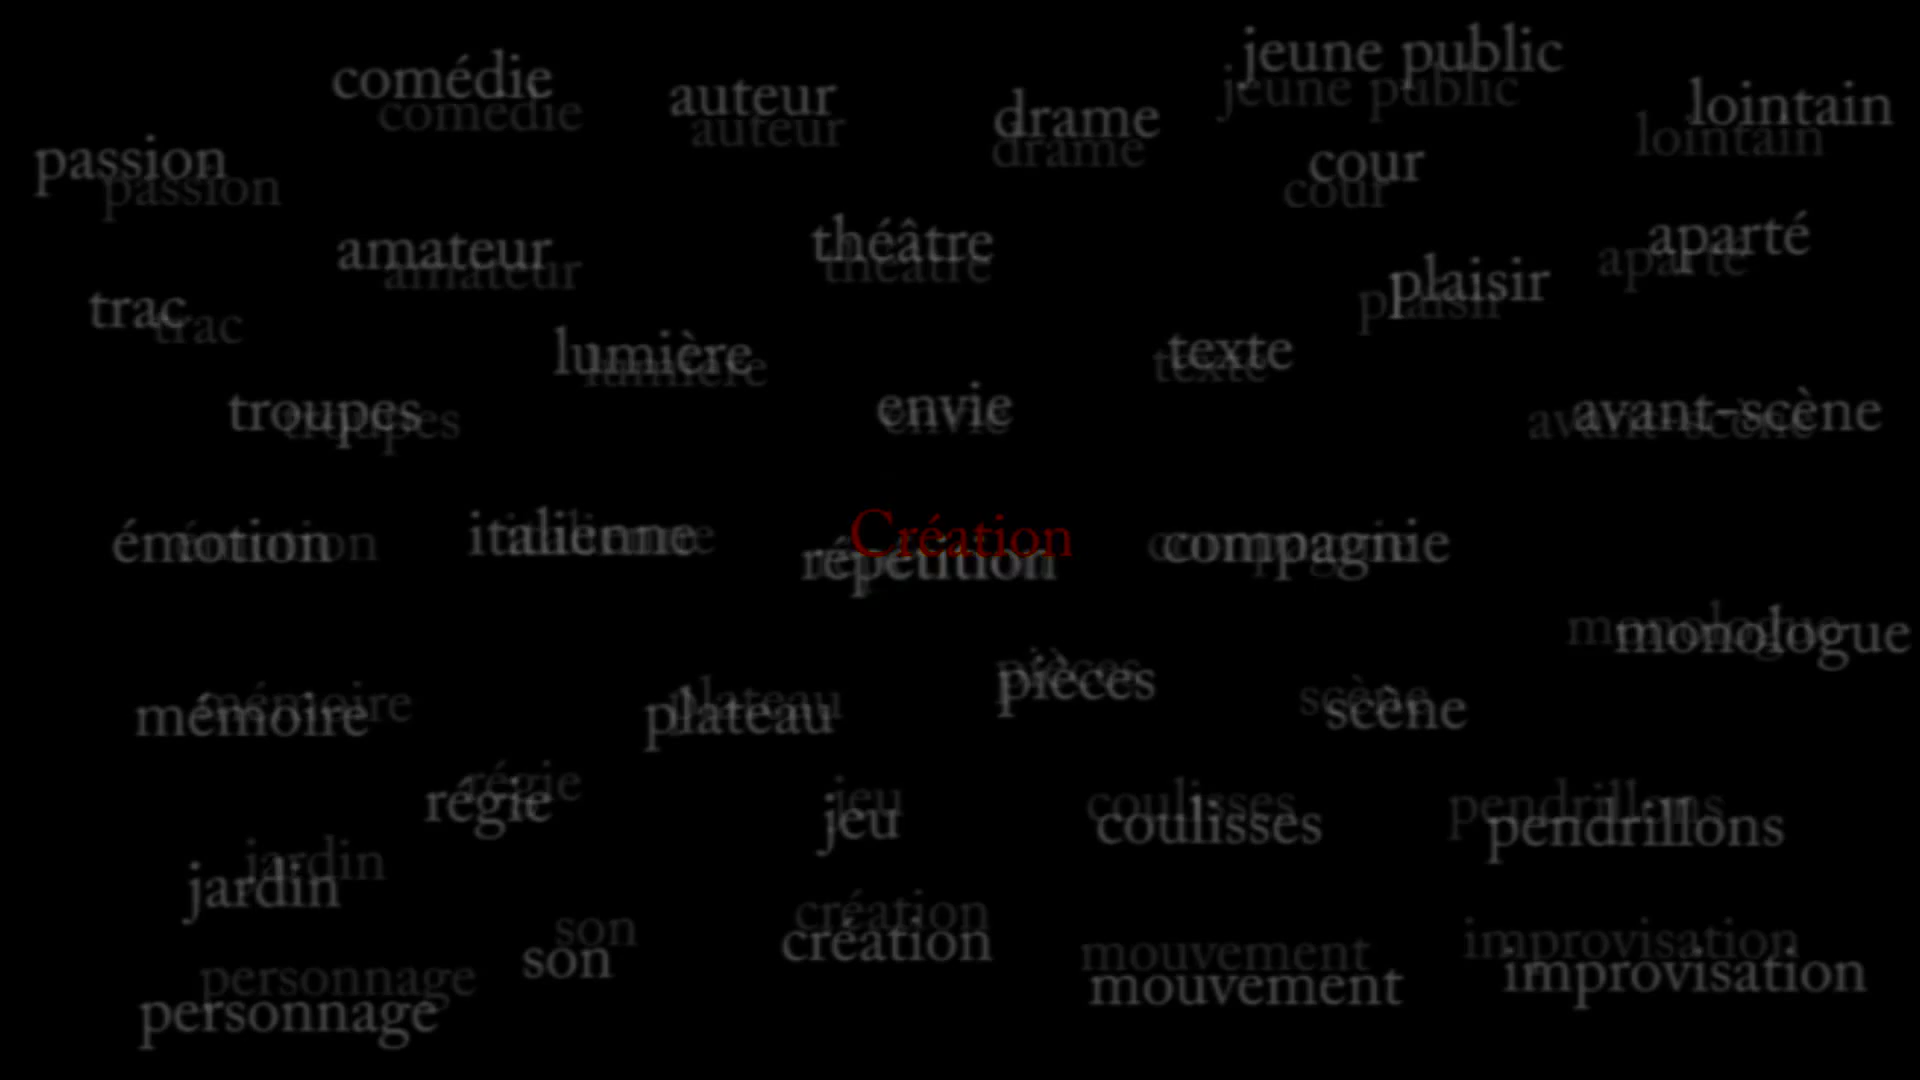 jeune public
comédie
auteur
drame
lointain
passion
cour
amateur
théâtre
aparté
plaisir
trac
lumière
texte
troupes
envie
avant-scène
émotion
italienne
Création
répétition
compagnie
monologue
mémoire
plateau
pièces
scène
régie
jeu
coulisses
pendrillons
jardin
son
création
mouvement
improvisation
personnage